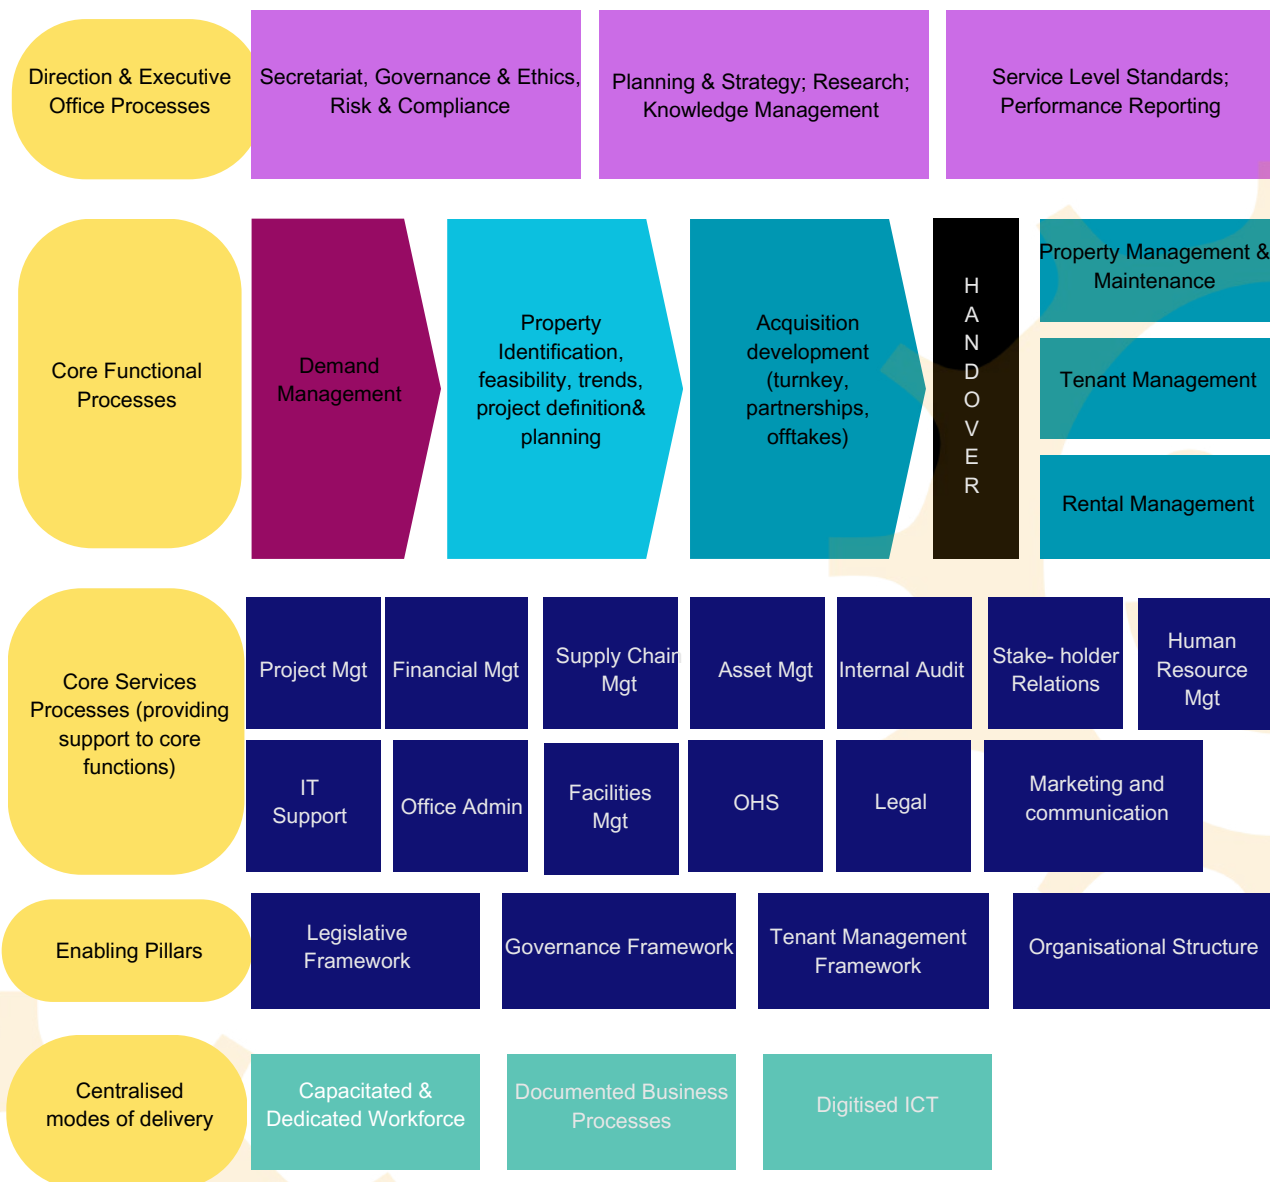 Direction & Executive
Office Processes
Secretariat, Governance & Ethics,
Risk & Compliance
Planning & Strategy; Research;
Knowledge Management
Service Level Standards;
Performance Reporting
Core Functional
Processes
Demand
Management
Property
Identification,
feasibility, trends,
project definition&
planning
Acquisition
development
(turnkey,
partnerships,
offtakes)
H
A
N
D
O
V
E
R
Property Management &
Maintenance
Tenant Management
Rental Management
Core Services
Processes (providing
support to core
functions)
Project Mgt
Financial Mgt
Supply Chain
Mgt
Asset Mgt
Internal Audit
Stake- holder
Relations
Human
Resource
Mgt
IT
Support
Office Admin
Facilities
Mgt
OHS
Legal
Marketing and
communication
Enabling Pillars
Legislative
Framework
Governance Framework
Tenant Management
Framework
Organisational Structure
Centralised
modes of delivery
Capacitated &
Dedicated Workforce
Documented Business
Processes
Digitised ICT